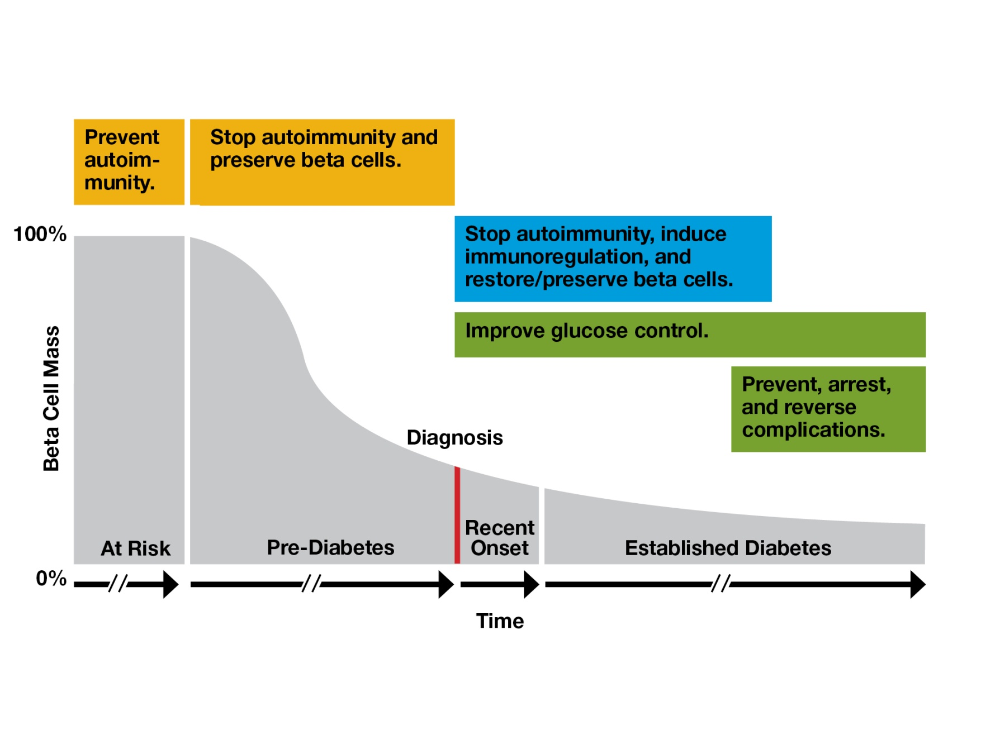 Prevent
autoim-
munity.
Stop autoimmunity and
preserve beta cells.
100%
Stop autoimmunity, induce
immunoregulation, and
restore/preserve beta cells.
Improve glucose control.
Prevent, arrest,
and reverse
complications.
Beta Cell Mass
Diagnosis
At Risk
Pre-Diabetes
Recent
Onset
Established Diabetes
0%
Time